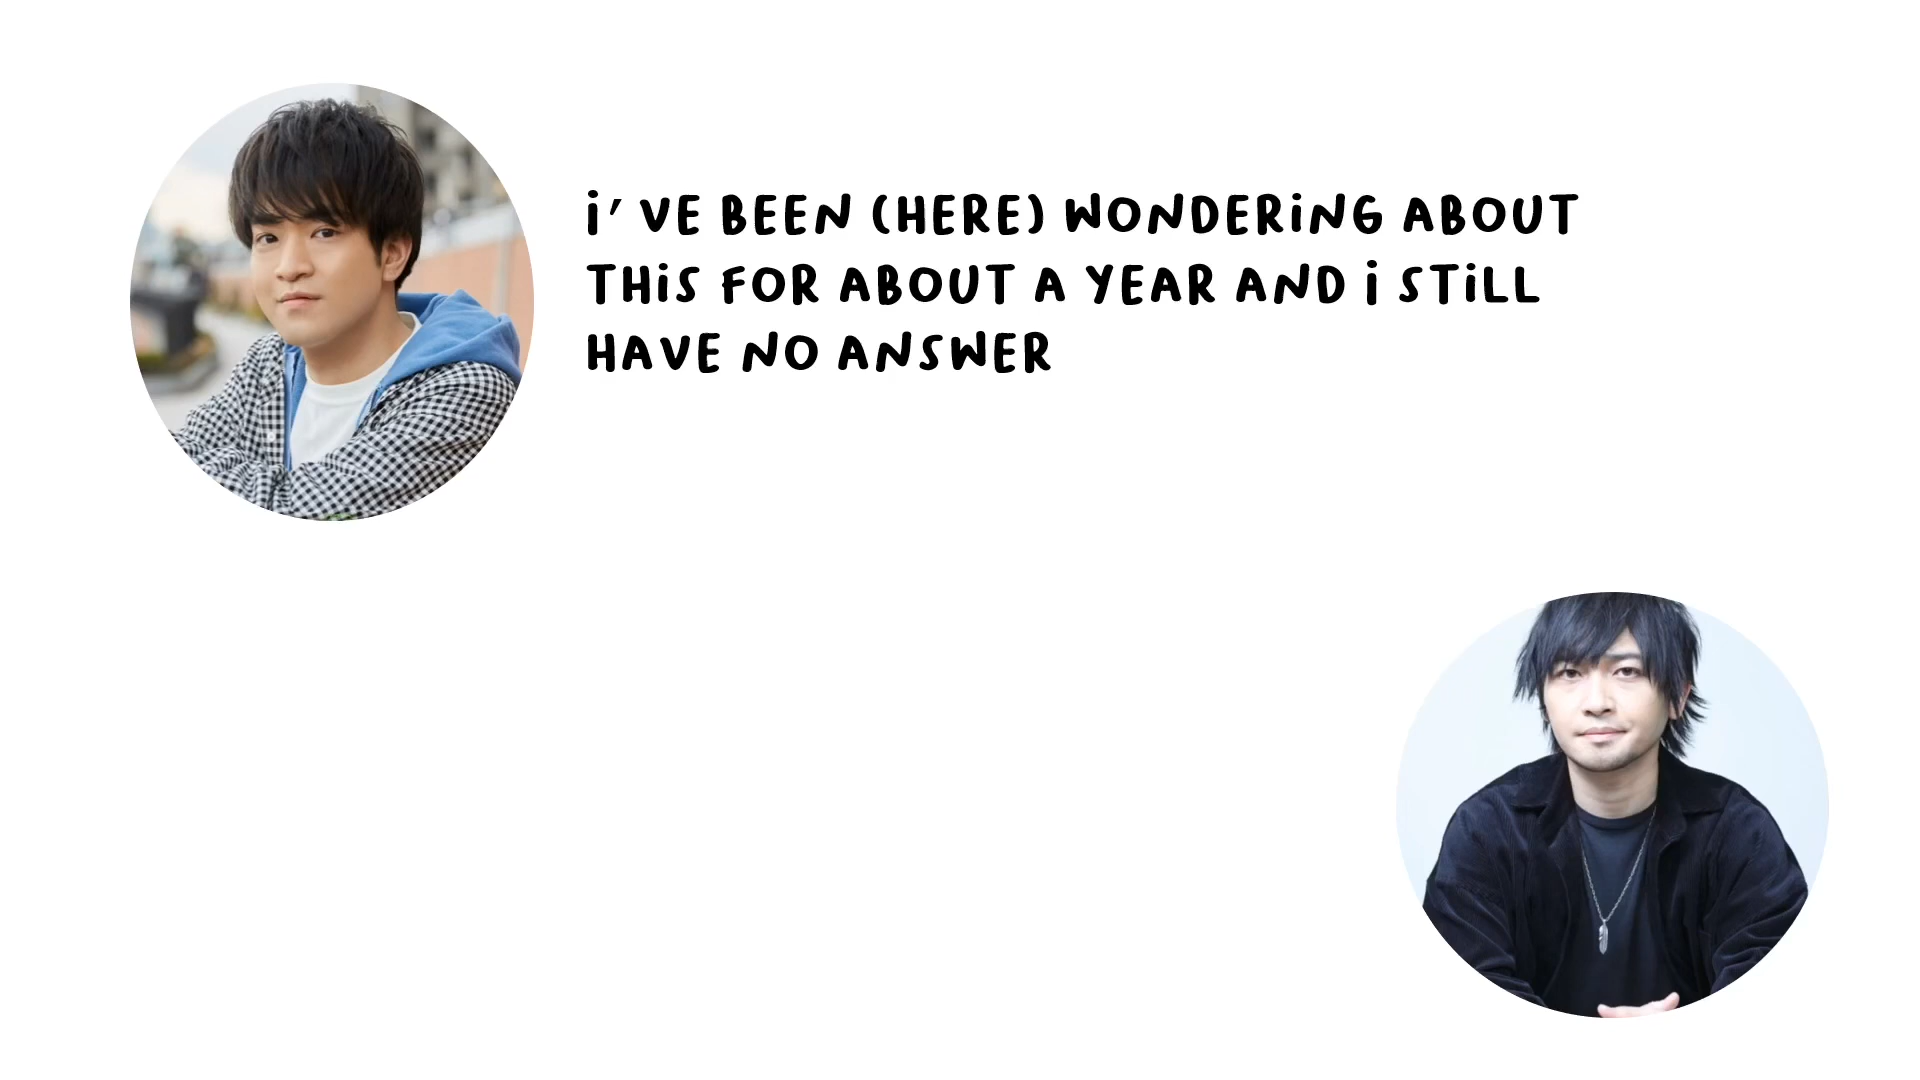 i've been (here) wondering about
this for about a year and i still
have no answer